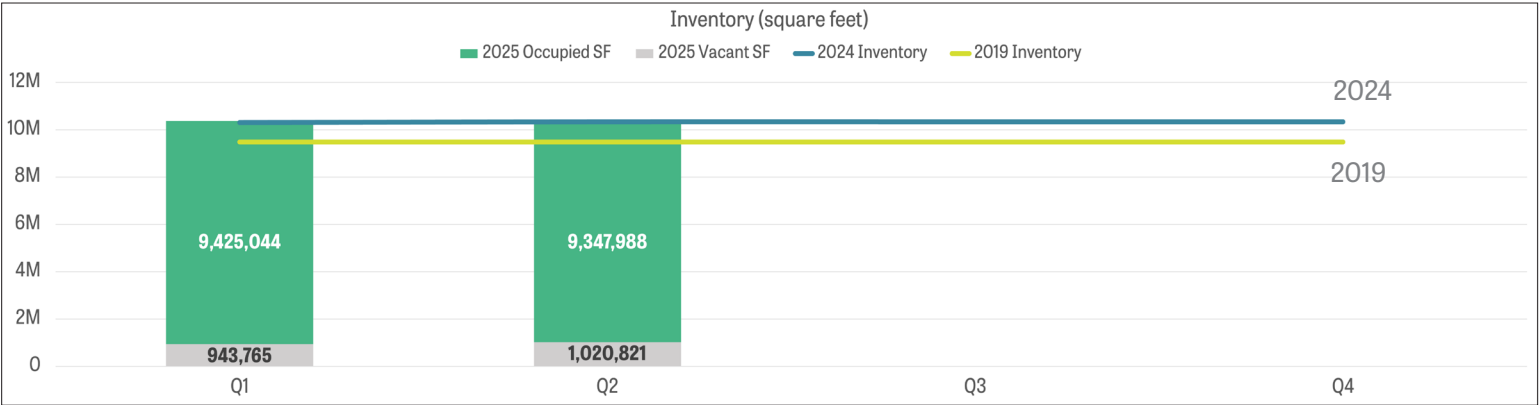 Inventory (square feet)
2025 Occupied SF 2025 Vacant SF 2024 Inventory 2019 Inventory
12M
2024
10M
8M
2019
6M
9,425,044 9,347,988
4M
2M
943,765 1,020,821
0
Q1 Q2 Q3 Q4